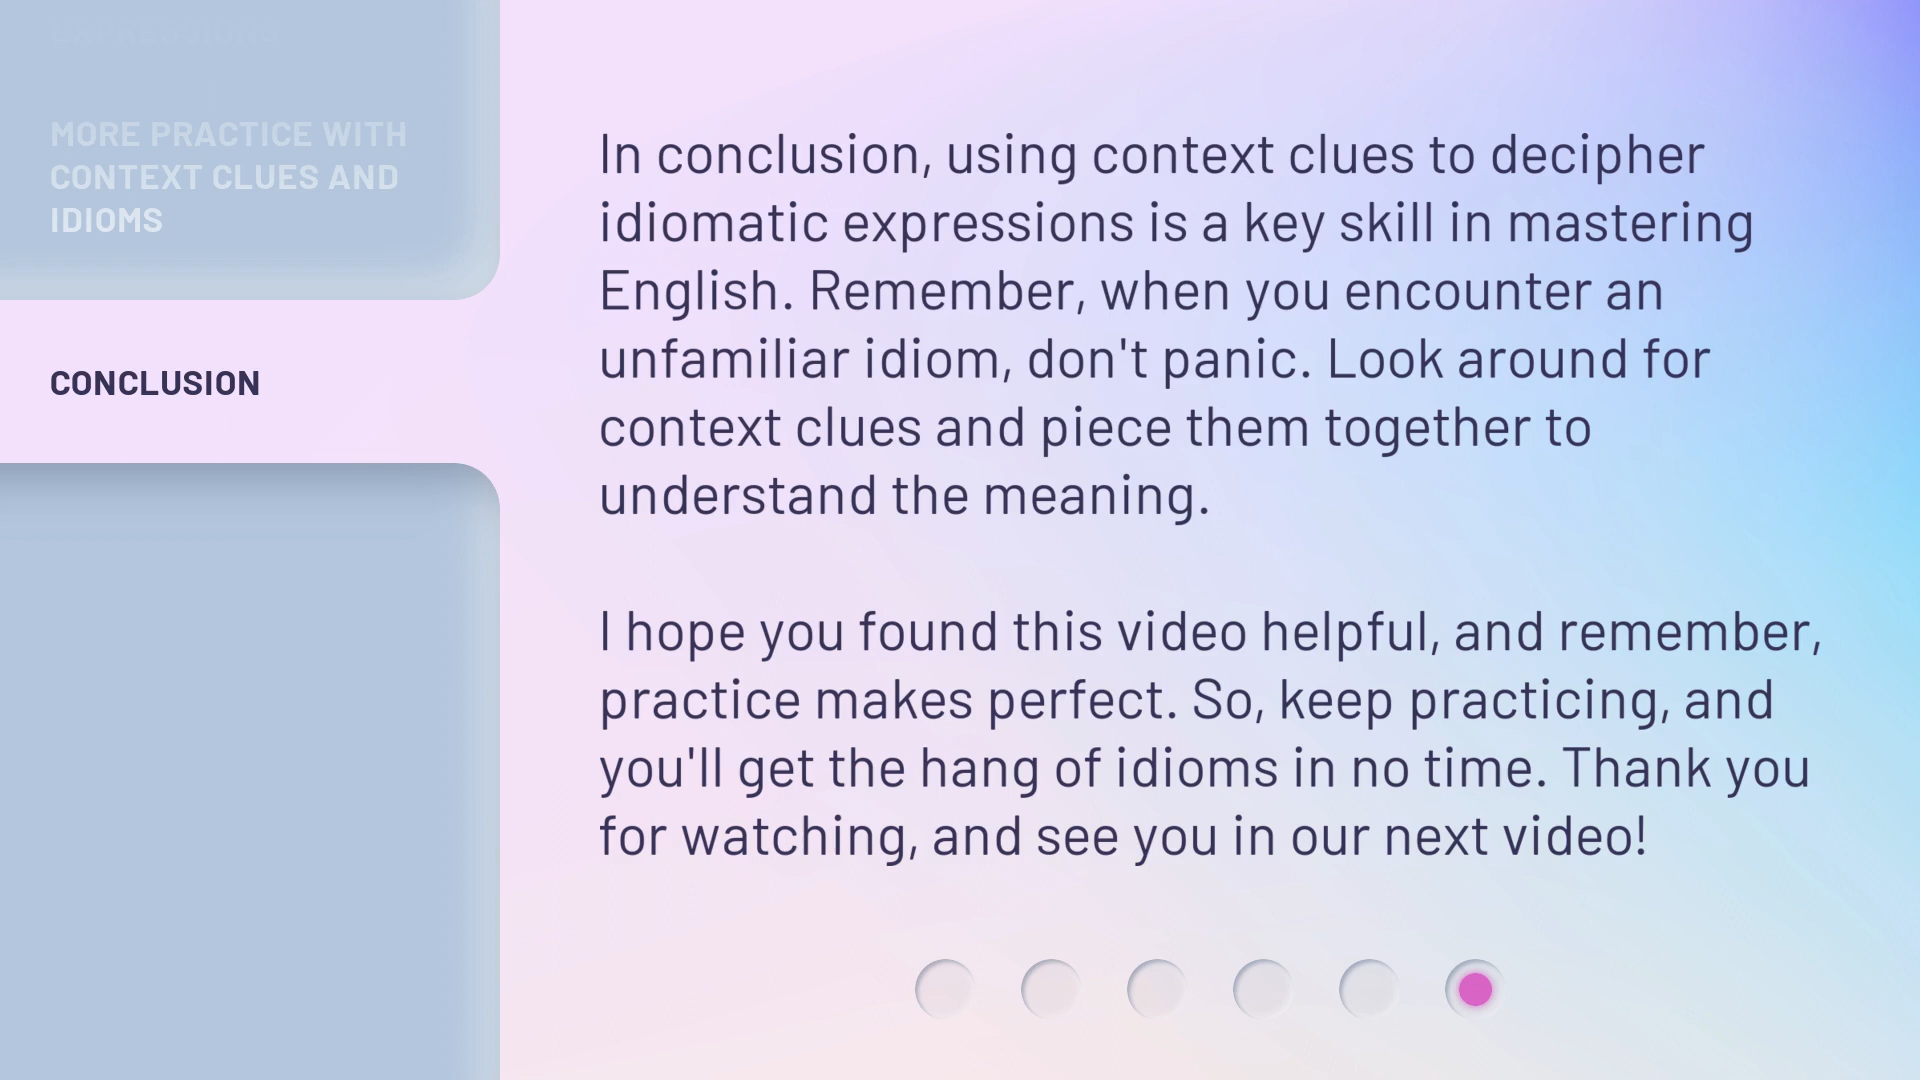 MORE PRACTICE WITH
CONTEXT CLUES AND
IDIOMS
CONCLUSION
In conclusion, using context clues to decipher
idiomatic expressions is a key skill in mastering
English. Remember, when you encounter an
unfamiliar idiom, don't panic. Look around for
context clues and piece them together to
understand the meaning.
I hope you found this video helpful, and remember,
practice makes perfect. So, keep practicing, and
you'll get the hang of idioms in no time. Thank you
for watching, and see you in our next video!